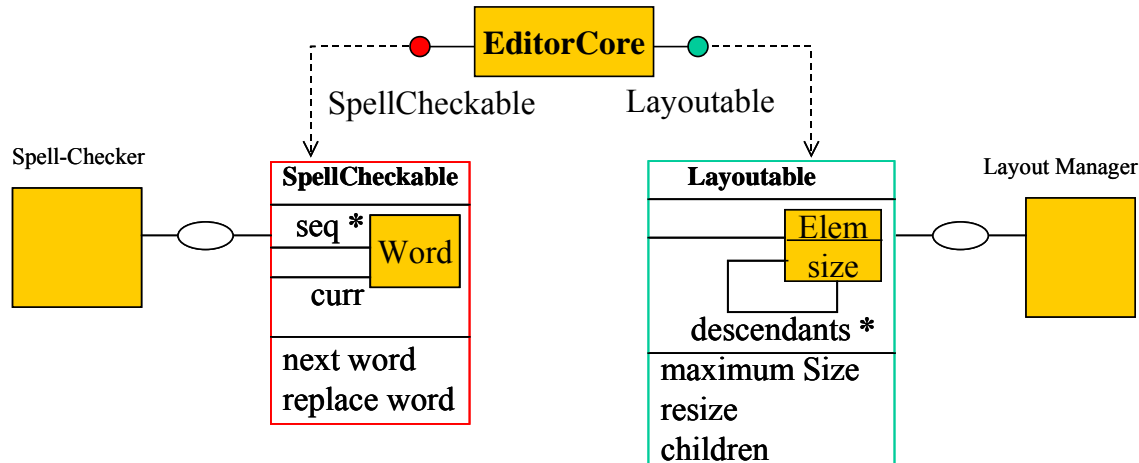 EditorCore
SpellCheckable
Layoutable
Spell-Checker
SpellCheckable
seq *
Word
curr
next word
replace word
Layoutable
Elem
size
descendants *
maximum Size
resize
children
Layout Manager